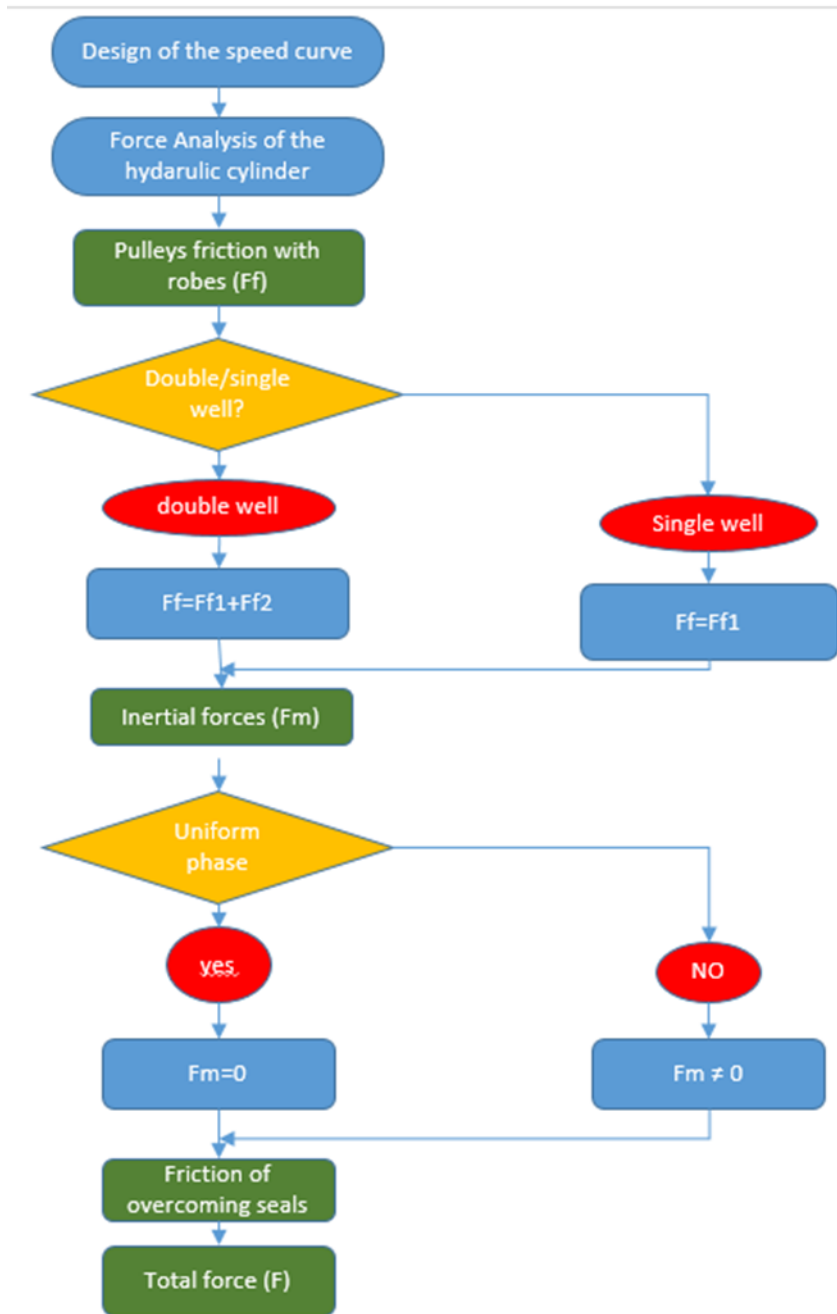 Design of the speed curve
Force Analysis of the
hydarulic cylinder
Pulleys friction with
robes (Ff)
Double/single
well?
double well
Single well
Ff=Ff1+Ff2
Ff=Ff1
Inertial forces (Fm)
Uniform
phase
yes
NO
Fm=0
Fm ≠ 0
Friction of
overcoming seals
Total force (F)